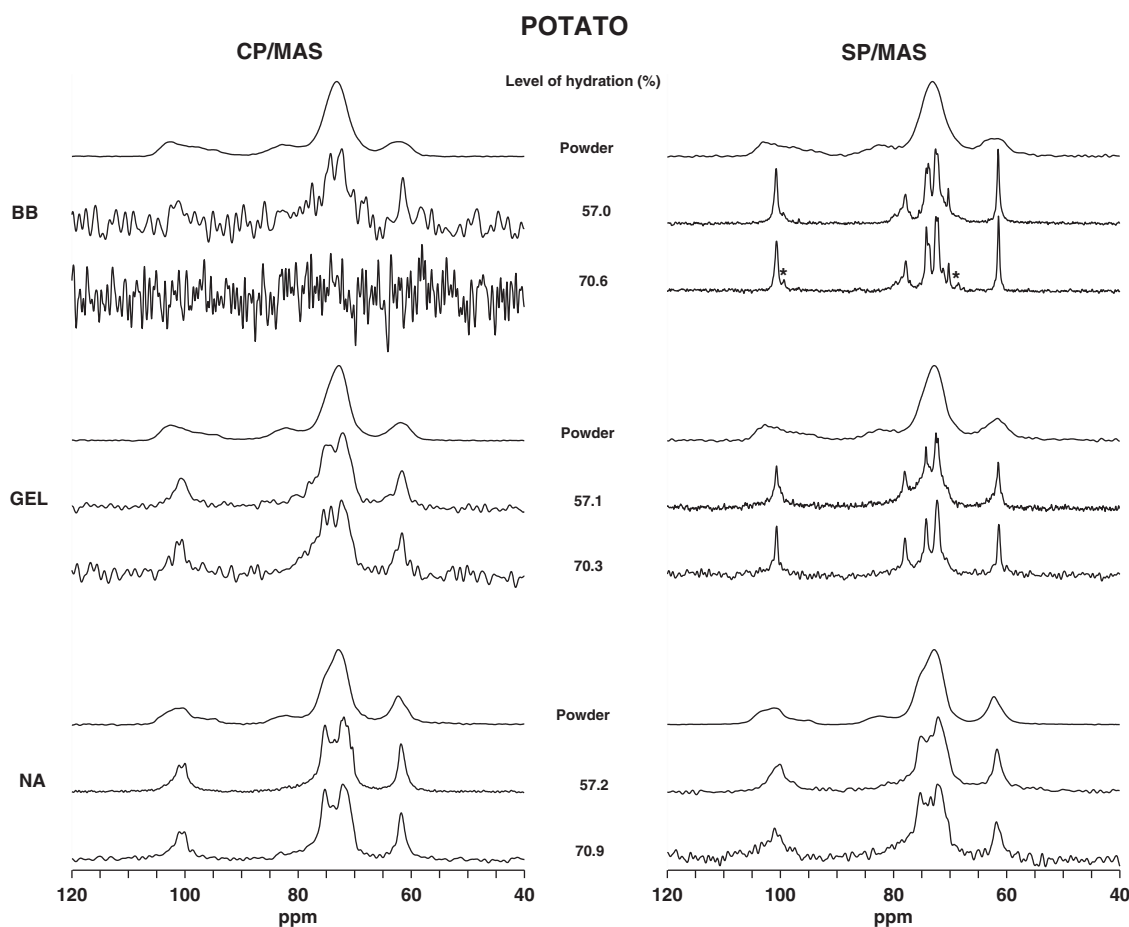 POTATO
CP/MAS
SP/MAS
Level of hydration (%)
Powder
BB
57.0
70.6
*
*
Powder
GEL
57.1
70.3
Powder
NA
57.2
70.9
120 100 80 60 40
ppm
120 100 80 60 40
ppm